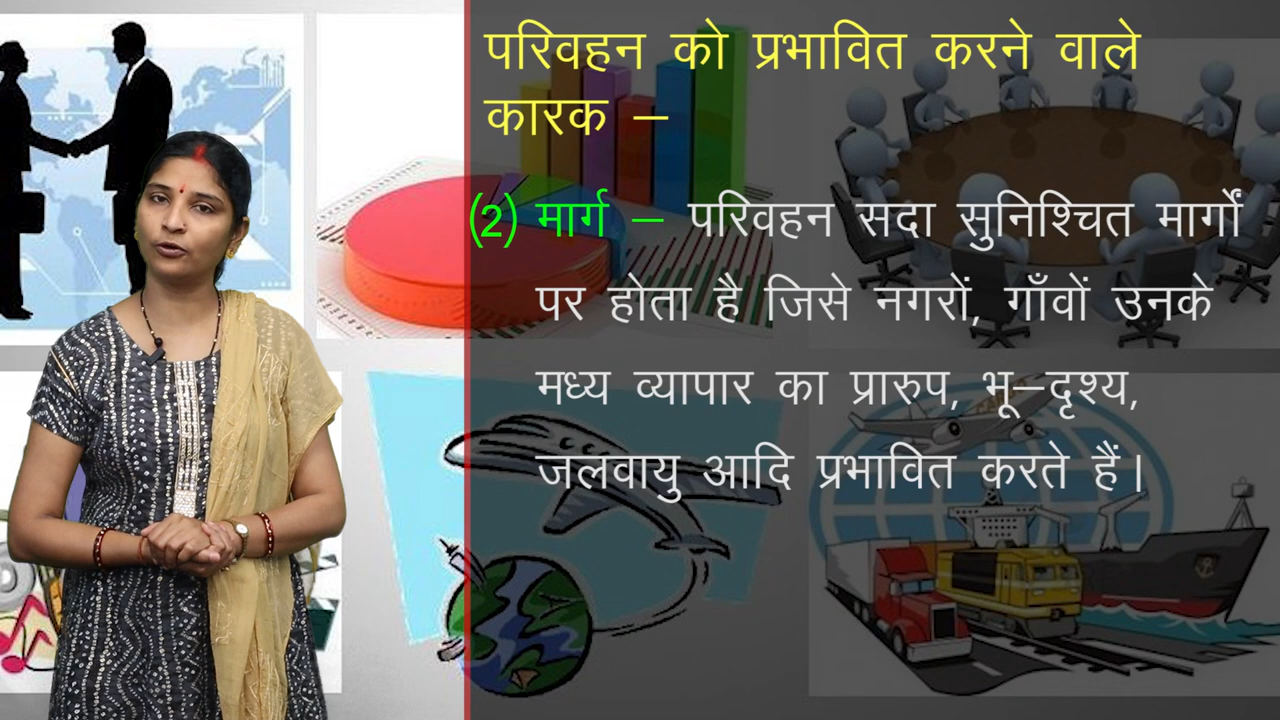 परिवहन को प्रभावित करने वाले
कारक –
(2) मार्ग – परिवहन सदा सुनिश्चित मार्गों
पर होता है जिसे नगरों, गाँवों उनके
मध्य व्यापार का प्रारुप, भू–दृश्य,
जलवायु आदि प्रभावित करते हैं।